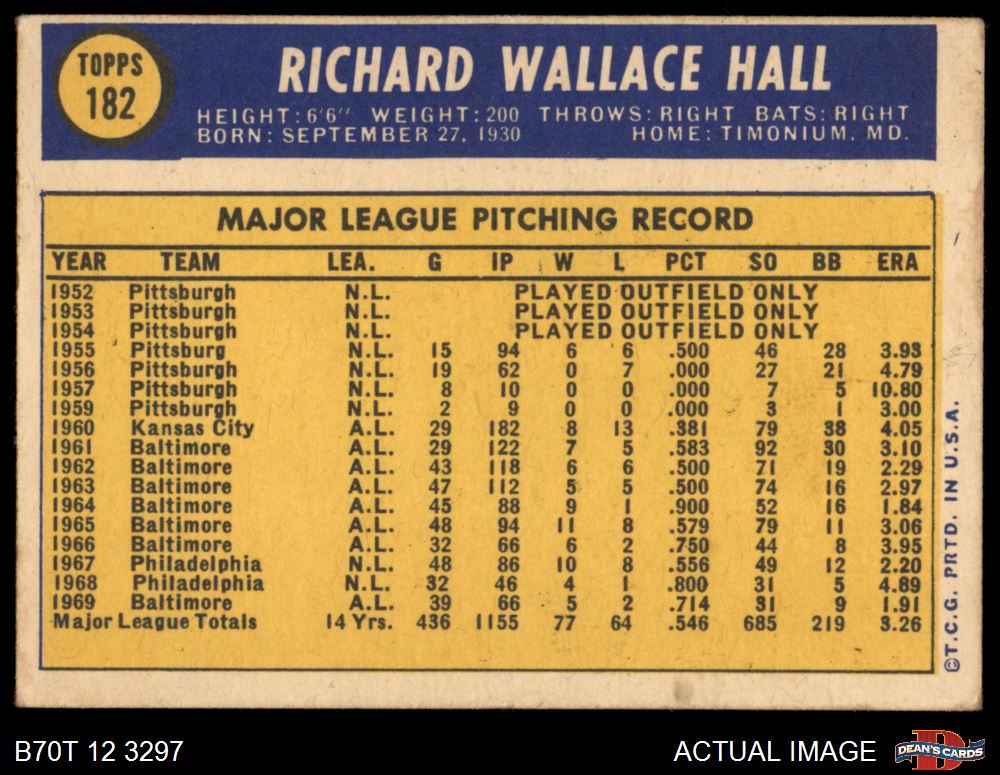 TOPPS
182
RICHARD WALLACE HALL
HEIGHT: 6'6" WEIGHT: 200 THROWS: RIGHT BATS: RIGHT
BORN: SEPTEMBER 27, 1930 HOME: TIMONIUM, MD.
MAJOR LEAGUE PITCHING RECORD
YEAR TEAM LEA. G IP W L PCT SO BB ERA
1952 Pittsburgh N.L. PLAYED OUTFIELD ONLY
1953 Pittsburgh N.L. PLAYED OUTFIELD ONLY
1954 Pittsburgh N.L. PLAYED OUTFIELD ONLY
1955 Pittsburg N.L. 15 94 6 6 .500 46 28 3.93
1956 Pittsburgh N.L. 19 62 0 7 .000 27 21 4.79
1957 Pittsburgh N.L. 8 10 0 0 .000 7 5 10.80
1959 Pittsburgh N.L. 2 9 0 0 .000 3 1 3.00
1960 Kansas City A.L. 29 182 8 13 .381 79 38 4.05
1961 Baltimore A.L. 29 122 7 5 .583 92 30 3.10
1962 Baltimore A.L. 43 118 6 6 .500 71 19 2.29
1963 Baltimore A.L. 47 112 5 5 .500 74 16 2.97
1964 Baltimore A.L. 45 88 9 1 .900 52 16 1.84
1965 Baltimore A.L. 48 94 11 8 .579 79 11 3.06
1966 Baltimore A.L. 32 66 6 2 .750 44 8 3.95
1967 Philadelphia N.L. 48 86 10 8 .556 49 12 2.20
1968 Philadelphia N.L. 32 46 4 1 .800 31 5 4.89
1969 Baltimore A.L. 39 66 5 2 .714 31 9 1.91
Major League Totals 14 Yrs. 436 1155 77 64 .546 685 219 3.26
©T.C.G. PRTD. IN U.S.A.
B70T 12 3297
ACTUAL IMAGE
DEAN'S CARDS